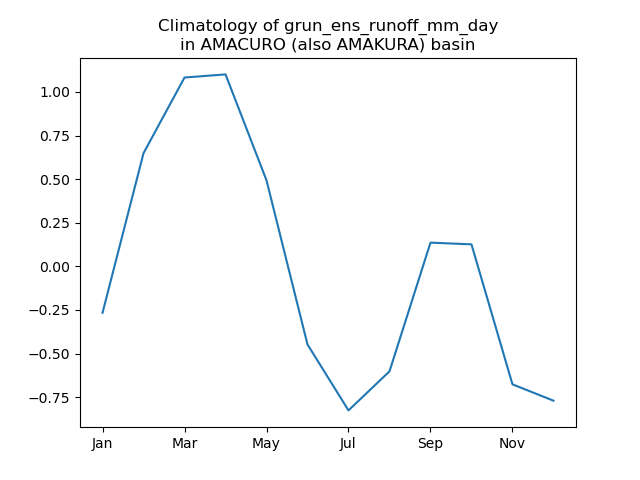 Climatology of grun_ens_runoff_mm_day
in AMACURO (also AMAKURA) basin
1.00
0.75
0.50
0.25
0.00
−0.25
−0.50
−0.75
Jan Mar May Jul Sep Nov